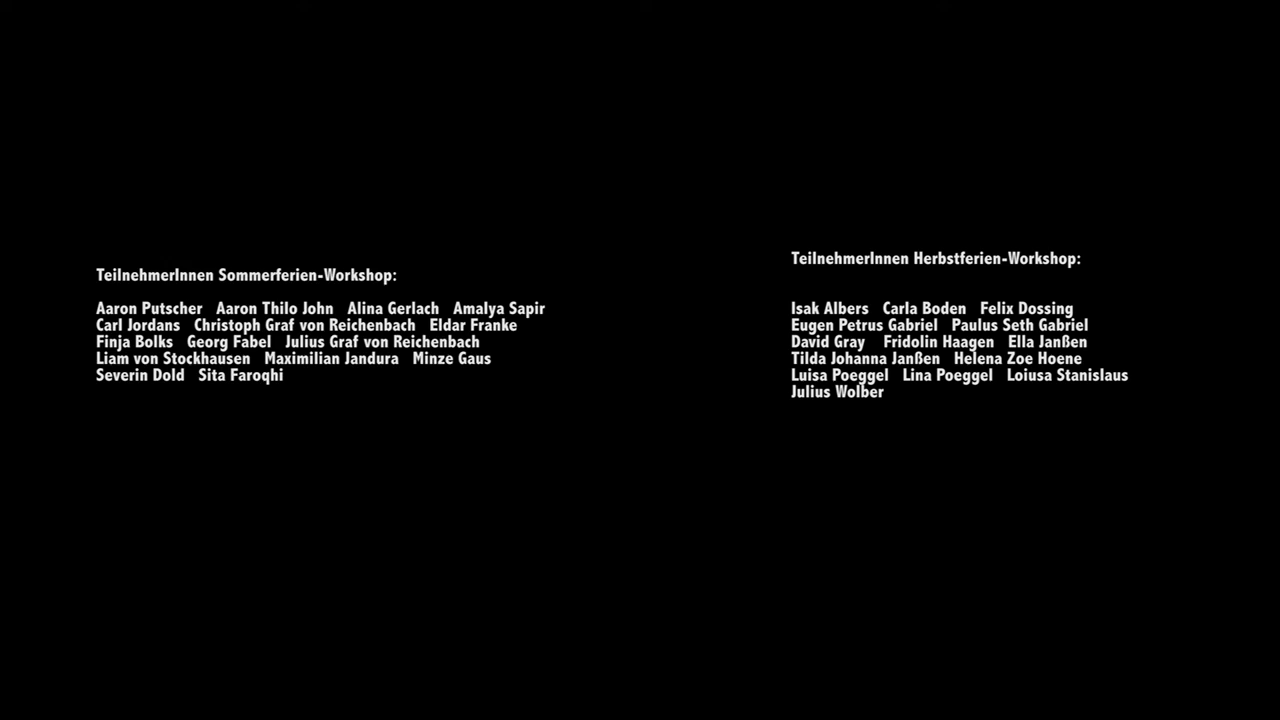 TeilnehmerInnen Sommerferien-Workshop:
Aaron Putscher Aaron Thilo John Alina Gerlach Amalya Sapir
Carl Jordans Christoph Graf von Reichenbach Eldar Franke
Finja Bolks Georg Fabel Julius Graf von Reichenbach
Liam von Stockhausen Maximilian Jandura Minze Gaus
Severin Dold Sita Faroqhi
TeilnehmerInnen Herbstferien-Workshop:
Isak Albers Carla Boden Felix Dossing
Eugen Petrus Gabriel Paulus Seth Gabriel
David Gray Fridolin Haagen Ella Janßen
Tilda Johanna Janßen Helena Zoe Hoene
Luisa Poeggel Lina Poeggel Loiusa Stanislaus
Julius Wolber